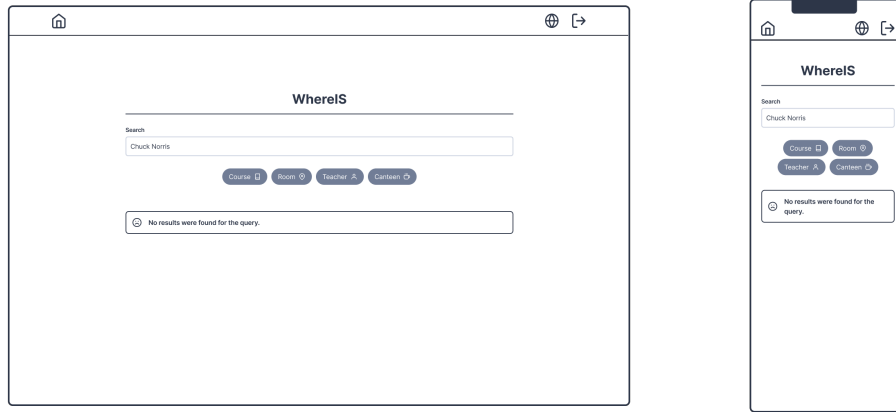 WhereIS
Search
Chuck Norris
Course Room Teacher Canteen
No results were found for the query.
WhereIS
Search
Chuck Norris
Course Room
Teacher Canteen
No results were found for the
query.